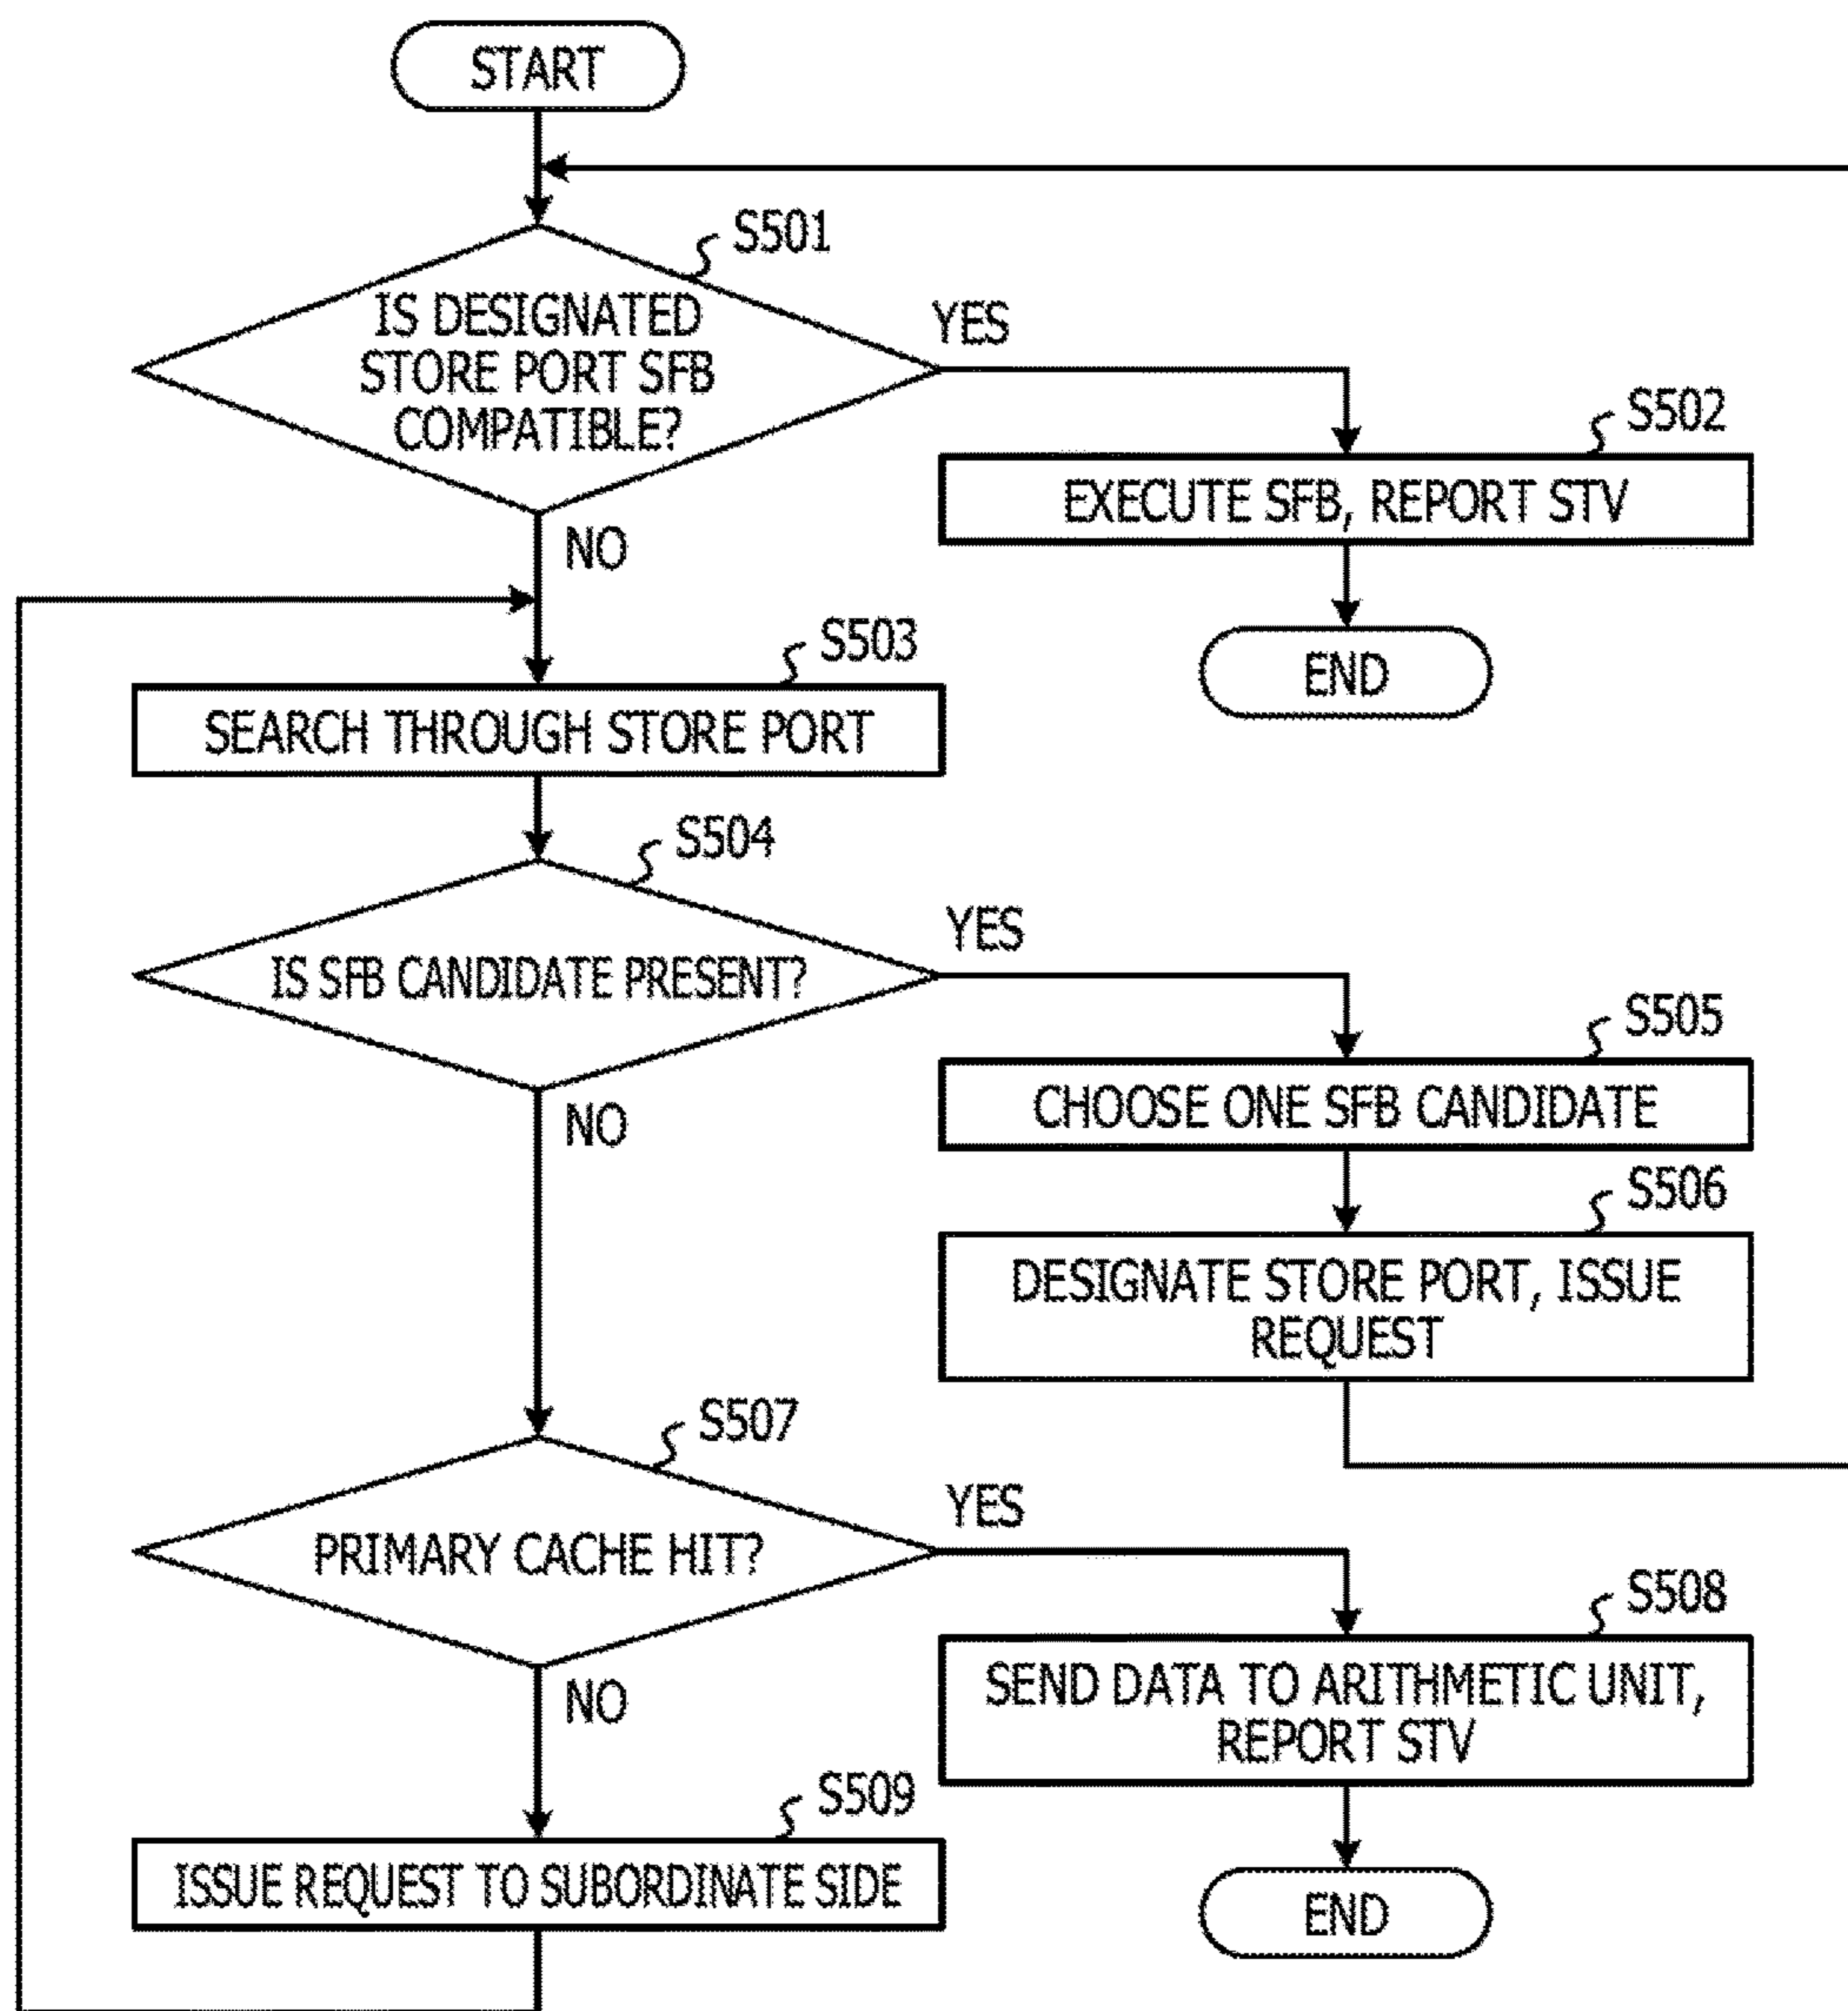 START
S501
IS DESIGNATED
STORE PORT SFB
COMPATIBLE?
YES
S502
EXECUTE SFB, REPORT STV
NO
END
S503
SEARCH THROUGH STORE PORT
S504
IS SFB CANDIDATE PRESENT?
YES
S505
CHOOSE ONE SFB CANDIDATE
NO
S506
DESIGNATE STORE PORT, ISSUE
REQUEST
S507
PRIMARY CACHE HIT?
YES
S508
SEND DATA TO ARITHMETIC UNIT,
REPORT STV
NO
S509
ISSUE REQUEST TO SUBORDINATE SIDE
END